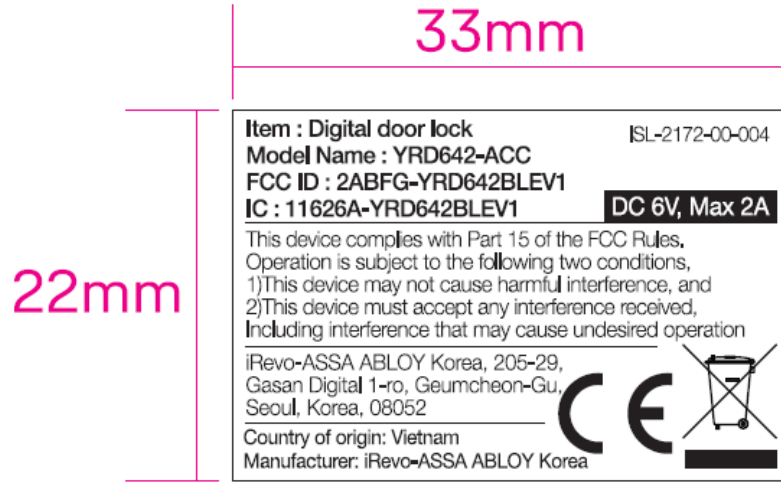 33mm
22mm
Item : Digital door lock
ISL-2172-00-004
Model Name : YRD642-ACC
FCC ID : 2ABFG-YRD642BLEV1
IC : 11626A-YRD642BLEV1
DC 6V, Max 2A
This device complies with Part 15 of the FCC Rules.
Operation is subject to the following two conditions,
1)This device may not cause harmful interference, and
2)This device must accept any interference received,
Including interference that may cause undesired operation
iRevo-ASSA ABLOY Korea, 205-29,
Gasan Digital 1-ro, Geumcheon-Gu,
Seoul, Korea, 08052
CE
Country of origin: Vietnam
Manufacturer: iRevo-ASSA ABLOY Korea